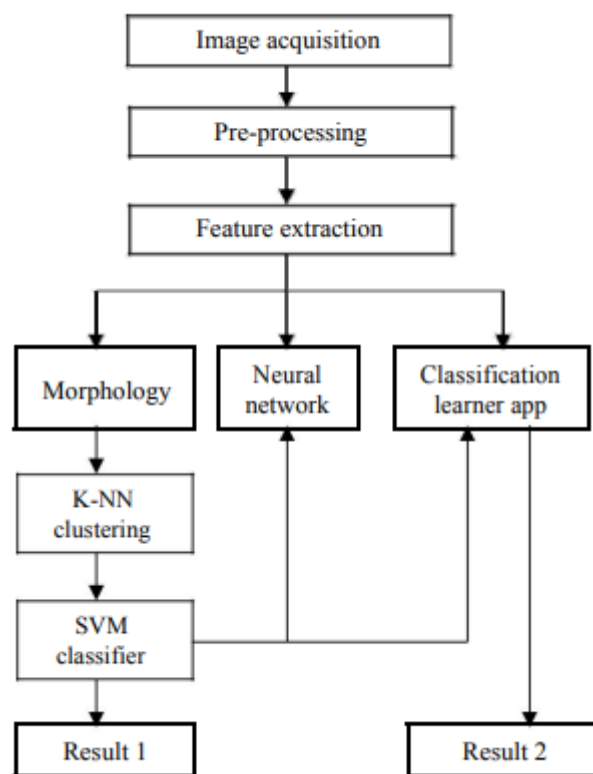 Image acquisition
Pre-processing
Feature extraction
Morphology
Neural
network
Classification
learner app
K-NN
clustering
SVM
classifier
Result 1
Result 2